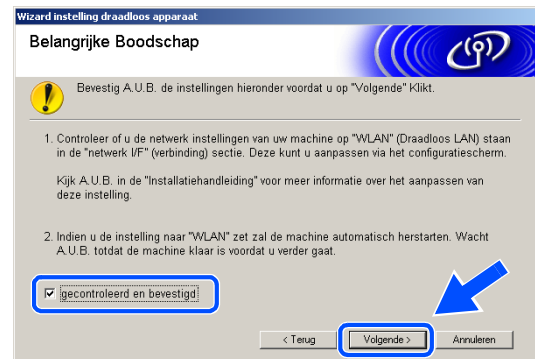 Wizard instelling draadloos apparaat
Belangrijke Boodschap
Bevestig A.U.B. de instellingen hieronder voordat u op "Volgende" Klikt.
1. Controleer of u de netwerk instellingen van uw machine op "WLAN" (Draadloos LAN) staan
in de "netwerk I/F" (verbinding) sectie. Deze kunt u aanpassen via het configuratiescherm.
Kijk A.U.B. in de "Installatiehandleiding" voor meer informatie over het aanpassen van
deze instelling.
2. Indien u de instelling naar "WLAN" zet zal de machine automatisch herstarten. Wacht
A.U.B. totdat de machine klaar is voordat u verder gaat.
gecontroleerd en bevestigd
< Terug
Volgende >
Annuleren